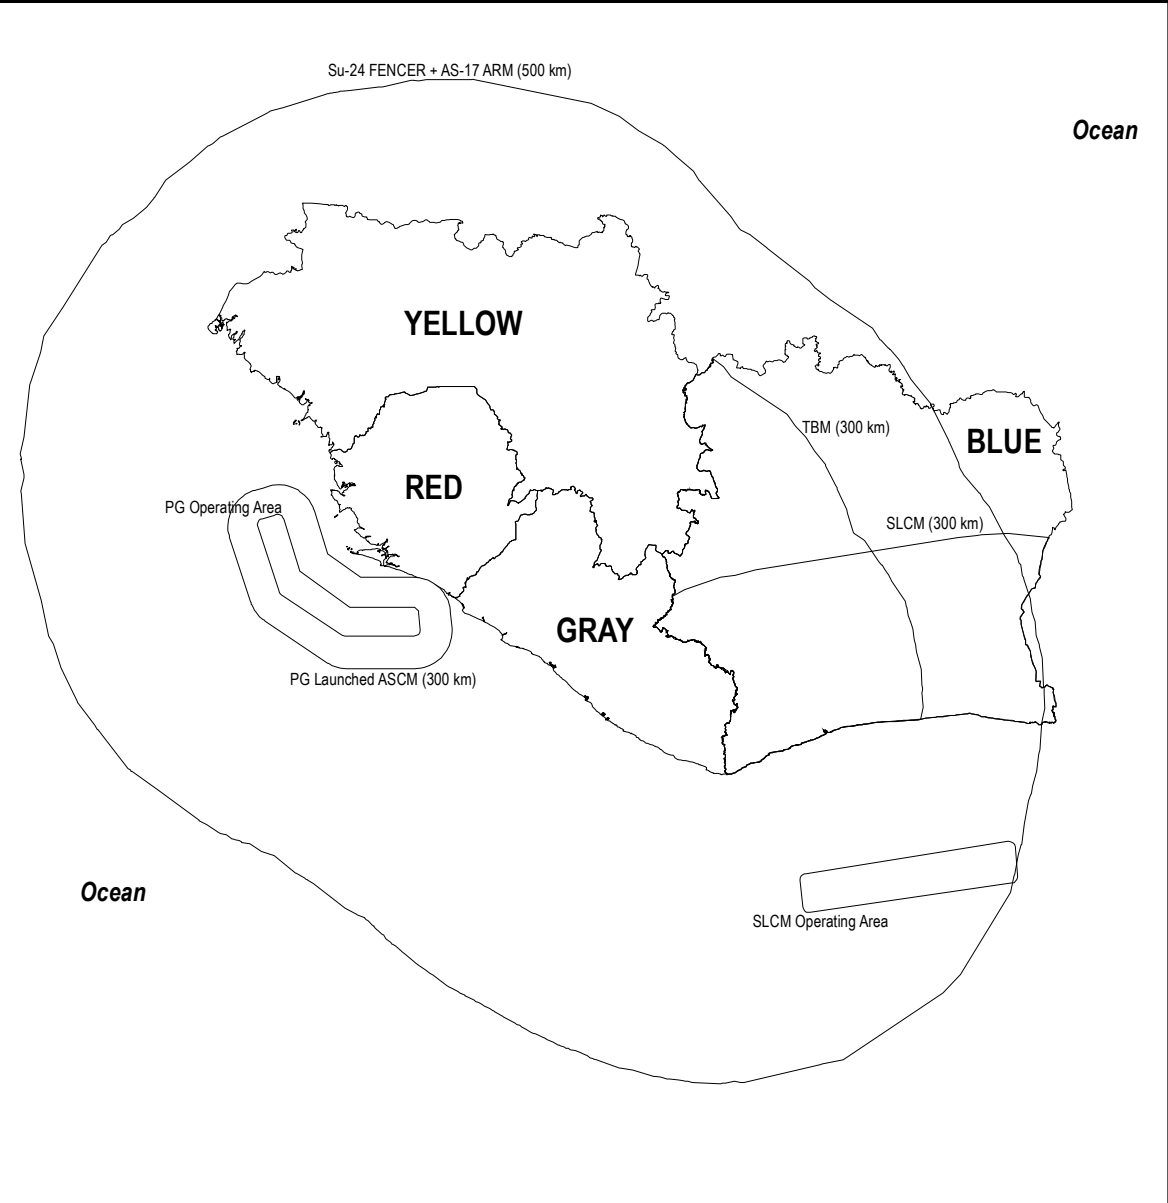 Su-24 FENCER + AS-17 ARM (500 km)
Ocean
YELLOW
TBM (300 km)
BLUE
RED
PG Operating Area
SLCM (300 km)
GRAY
PG Launched ASCM (300 km)
Ocean
SLCM Operating Area